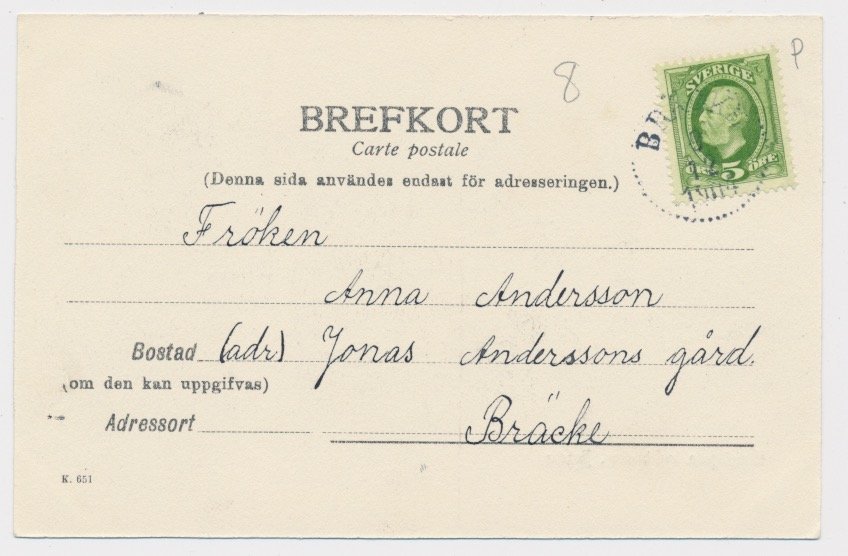 8
P
SVERIGE
5 ÖRE
BREFKORT
Carte postale
(Denna sida användes endast för adresseringen.)
Fröken
Anna Andersson
Bostad (adr) Jonas Anderssons gård.
(om den kan uppgifvas)
Adressort Bräcke
K. 651